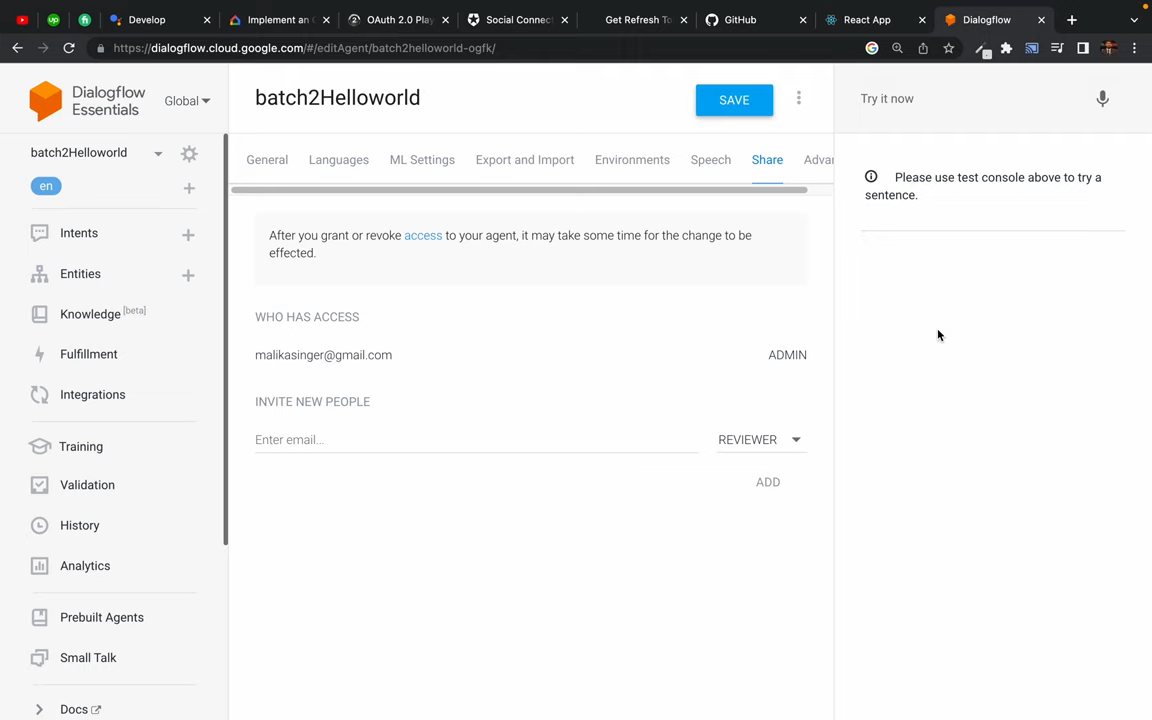 Develop
Implement an
OAuth 2.0 Play
Social Connect
Get Refresh To
GitHub
React App
Dialogflow
https://dialogflow.cloud.google.com/#/editAgent/batch2helloworld-ogfk/
Dialogflow
Essentials
Global
batch2Helloworld
SAVE
Try it now
batch2Helloworld
en
General
Languages
ML Settings
Export and Import
Environments
Speech
Share
Advan
Please use test console above to try a
sentence.
Intents
Entities
Knowledge [beta]
Fulfillment
Integrations
Training
Validation
History
Analytics
Prebuilt Agents
Small Talk
Docs
After you grant or revoke access to your agent, it may take some time for the change to be
effected.
WHO HAS ACCESS
malikasinger@gmail.com
ADMIN
INVITE NEW PEOPLE
Enter email...
REVIEWER
ADD